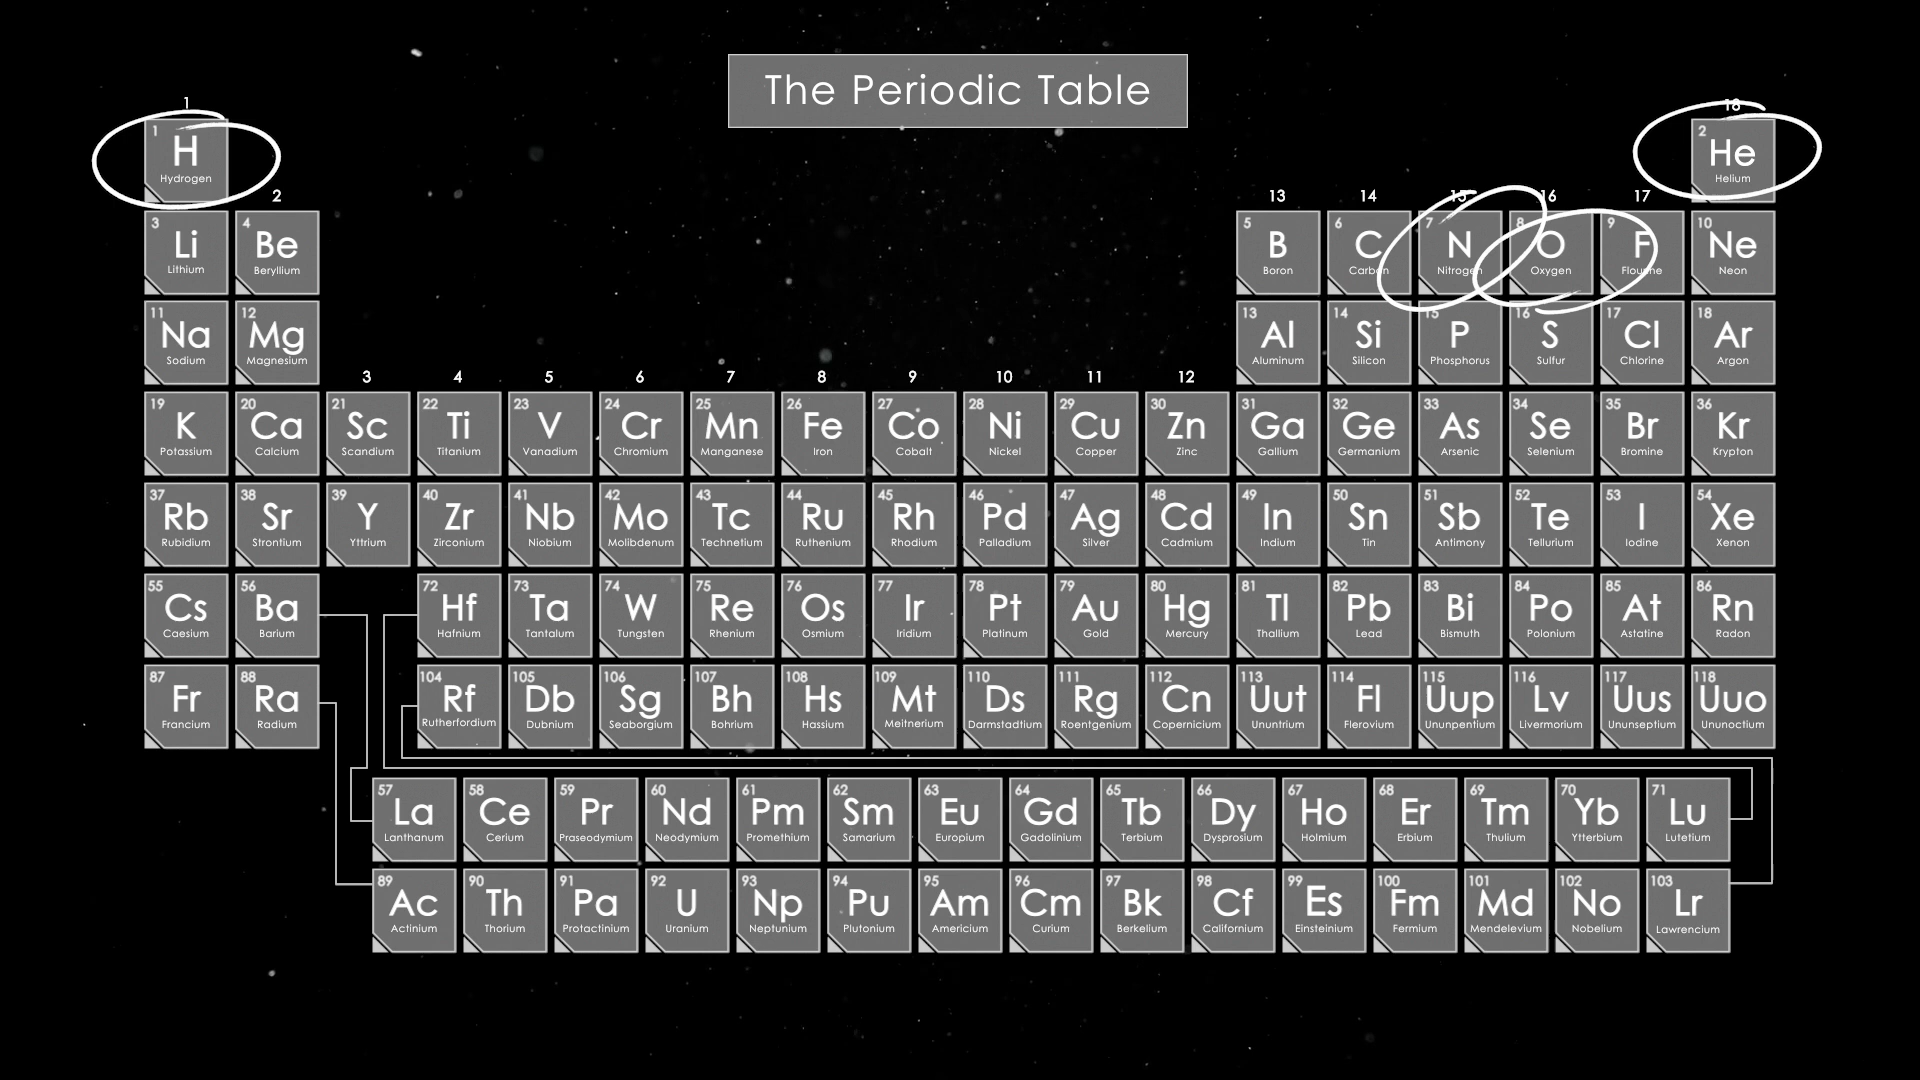 The Periodic Table
1
18
1
H
Hydrogen
2
He
Helium
2
13
14
15
16
17
3
Li
Lithium
4
Be
Beryllium
5
B
Boron
6
C
Carbon
7
N
Nitrogen
8
O
Oxygen
9
F
Flourine
10
Ne
Neon
11
Na
Sodium
12
Mg
Magnesium
13
Al
Aluminum
14
Si
Silicon
15
P
Phosphorus
16
S
Sulfur
17
Cl
Chlorine
18
Ar
Argon
3
4
5
6
7
8
9
10
11
12
19
K
Potassium
20
Ca
Calcium
21
Sc
Scandium
22
Ti
Titanium
23
V
Vanadium
24
Cr
Chromium
25
Mn
Manganese
26
Fe
Iron
27
Co
Cobalt
28
Ni
Nickel
29
Cu
Copper
30
Zn
Zinc
31
Ga
Gallium
32
Ge
Germanium
33
As
Arsenic
34
Se
Selenium
35
Br
Bromine
36
Kr
Krypton
37
Rb
Rubidium
38
Sr
Strontium
39
Y
Yttrium
40
Zr
Zirconium
41
Nb
Niobium
42
Mo
Molibdenum
43
Tc
Technetium
44
Ru
Ruthenium
45
Rh
Rhodium
46
Pd
Palladium
47
Ag
Silver
48
Cd
Cadmium
49
In
Indium
50
Sn
Tin
51
Sb
Antimony
52
Te
Tellurium
53
I
Iodine
54
Xe
Xenon
55
Cs
Caesium
56
Ba
Barium
72
Hf
Hafnium
73
Ta
Tantalum
74
W
Tungsten
75
Re
Rhenium
76
Os
Osmium
77
Ir
Iridium
78
Pt
Platinum
79
Au
Gold
80
Hg
Mercury
81
Tl
Thallium
82
Pb
Lead
83
Bi
Bismuth
84
Po
Polonium
85
At
Astatine
86
Rn
Radon
87
Fr
Francium
88
Ra
Radium
104
Rf
Rutherfordium
105
Db
Dubnium
106
Sg
Seaborgium
107
Bh
Bohrium
108
Hs
Hassium
109
Mt
Meitnerium
110
Ds
Darmstadtium
111
Rg
Roentgenium
112
Cn
Copernicium
113
Uut
Ununtrium
114
Fl
Flerovium
115
Uup
Ununpentium
116
Lv
Livermorium
117
Uus
Ununseptium
118
Uuo
Ununoctium
57
La
Lanthanum
58
Ce
Cerium
59
Pr
Praseodymium
60
Nd
Neodymium
61
Pm
Promethium
62
Sm
Samarium
63
Eu
Europium
64
Gd
Gadolinium
65
Tb
Terbium
66
Dy
Dysprosium
67
Ho
Holmium
68
Er
Erbium
69
Tm
Thulium
70
Yb
Ytterbium
71
Lu
Lutetium
89
Ac
Actinium
90
Th
Thorium
91
Pa
Protactinium
92
U
Uranium
93
Np
Neptunium
94
Pu
Plutonium
95
Am
Americium
96
Cm
Curium
97
Bk
Berkelium
98
Cf
Californium
99
Es
Einsteinium
100
Fm
Fermium
101
Md
Mendelevium
102
No
Nobelium
103
Lr
Lawrencium